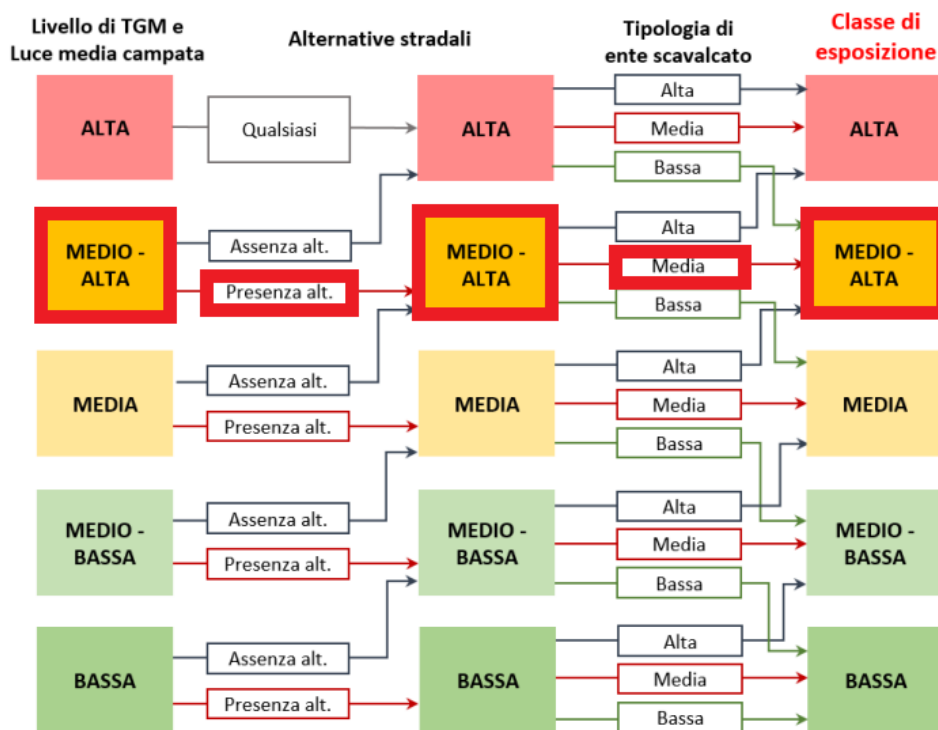 Livello di TGM e
Luce media campata
Alternative stradali
Tipologia di
ente scavalcato
Classe di
esposizione
ALTA
Qualsiasi
ALTA
Alta
Media
Bassa
ALTA
MEDIO -
ALTA
Assenza alt.
Presenza alt.
MEDIO -
ALTA
Alta
Media
Bassa
MEDIO -
ALTA
MEDIA
Assenza alt.
Presenza alt.
MEDIA
Alta
Media
Bassa
MEDIA
MEDIO -
BASSA
Assenza alt.
Presenza alt.
MEDIO -
BASSA
Alta
Media
Bassa
MEDIO -
BASSA
BASSA
Assenza alt.
Presenza alt.
BASSA
Alta
Media
Bassa
BASSA